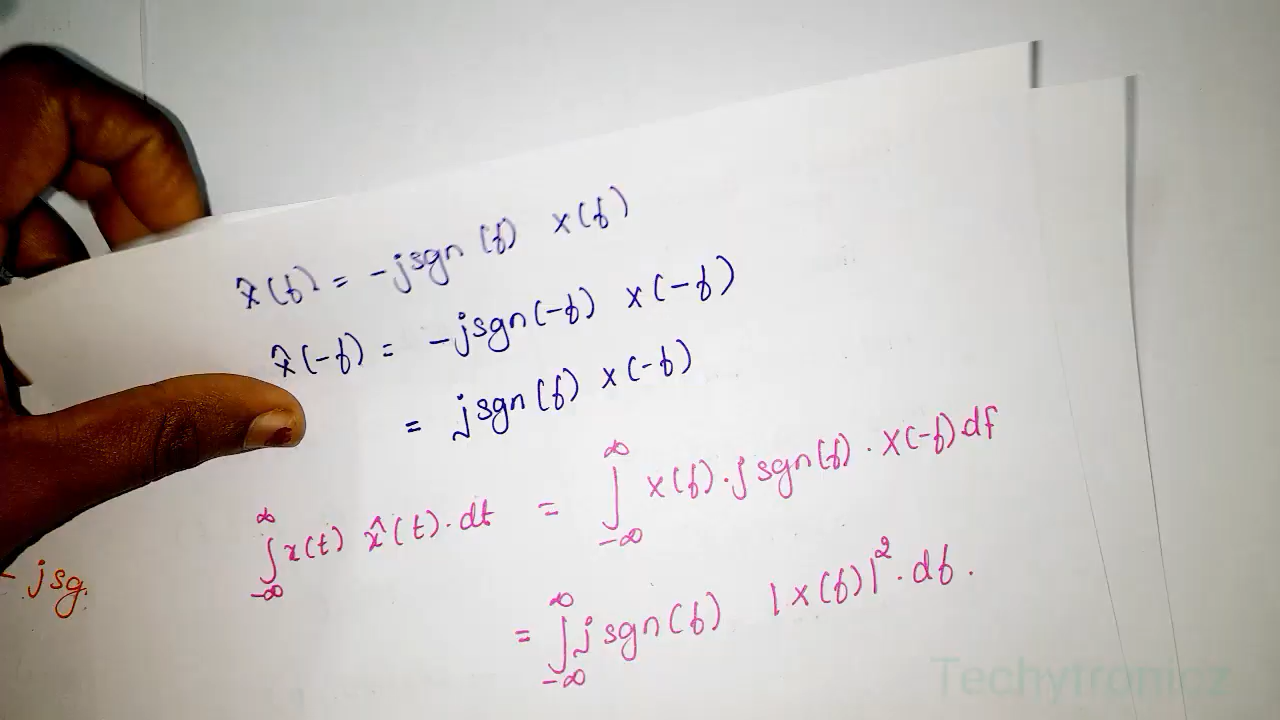 x̂(f) = -jsgn(f) x(f)
x̂(-f) = -jsgn(-f) x(-f)
= jsgn(f) x(-f)
∫_{-∞}^{∞} x(t) x̂(t).dt = ∫_{-∞}^{∞} x(f).jsgn(f).x(-f)df
- jsg
= ∫_{-∞}^{∞} jsgn(f) |x(f)|².df.
Techytronicz